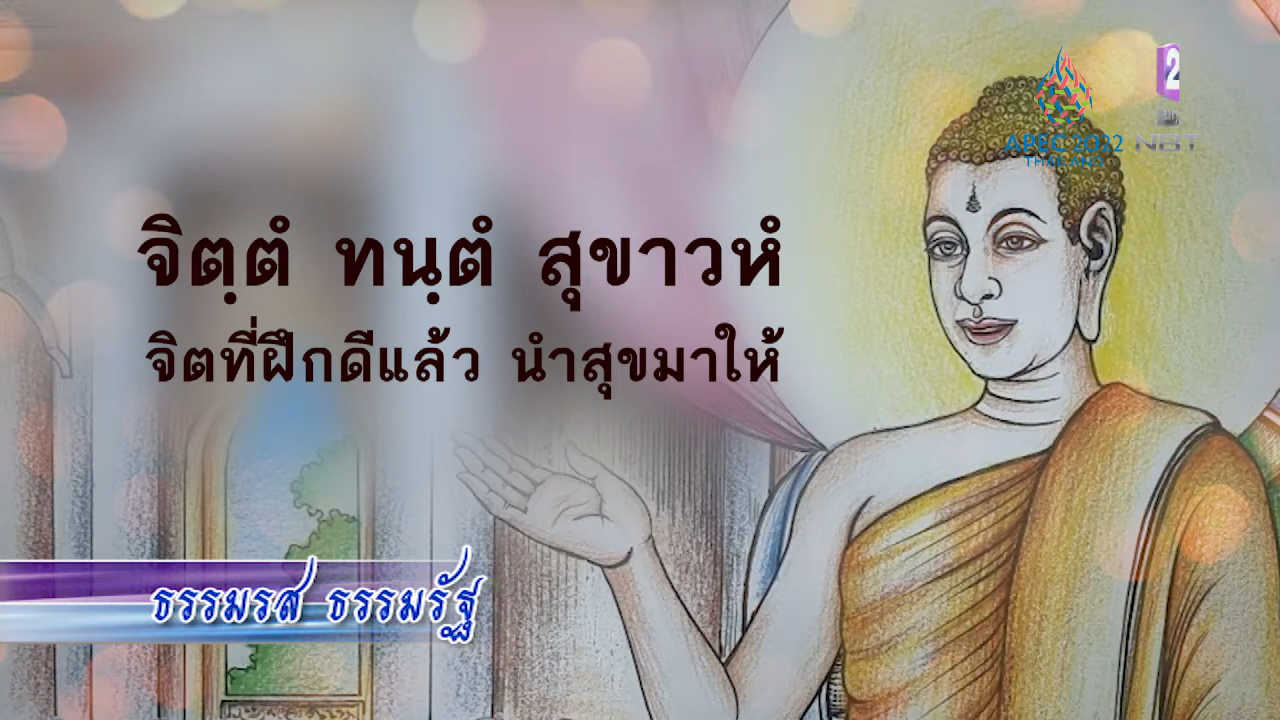 2
APEC 2022
NBT
THAILAND
จิตฺตํ ทนฺตํ สุขาวหํ
จิตที่ฝึกดีแล้ว นำสุขมาให้
ธรรมรส ธรรมรัฐ